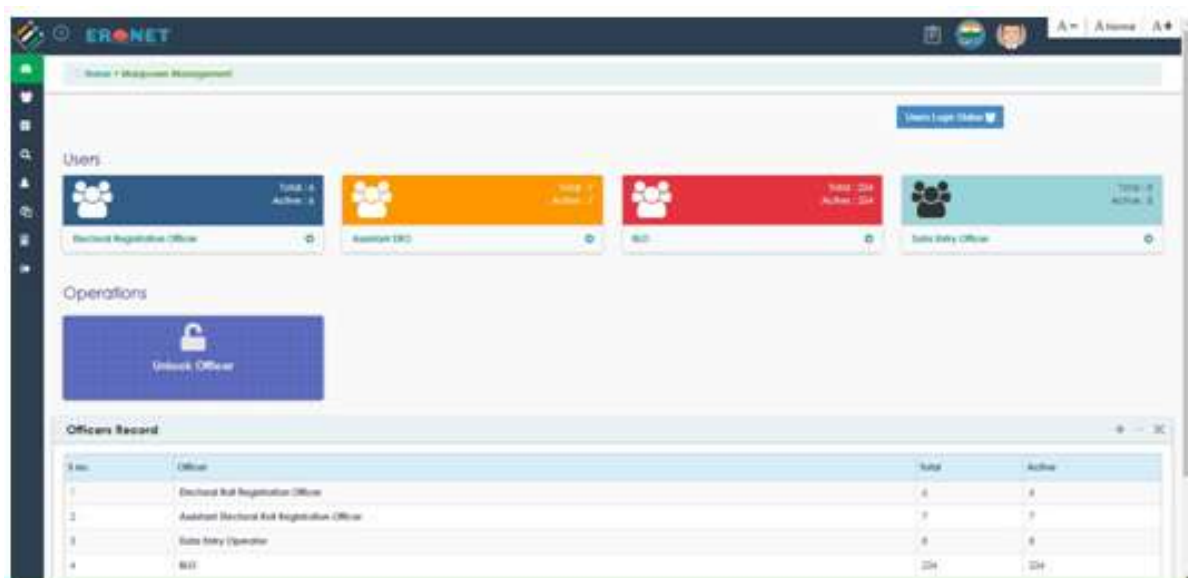 ERONET
A- A Normal A+
Home > Manpower Management
Users Login Status
Users
Total : 6
Active : 6
Electoral Registration Officer
Total : 7
Active : 7
Assistant ERO
Total : 224
Active : 224
BLO
Total : 8
Active : 8
Data Entry Officer
Operations
Unlock Officer
Officers Record
S no. Officer Total Active
1 Electoral Roll Registration Officer 6 6
2 Assistant Electoral Roll Registration Officer 7 7
3 Data Entry Operator 8 8
4 BLO 224 224